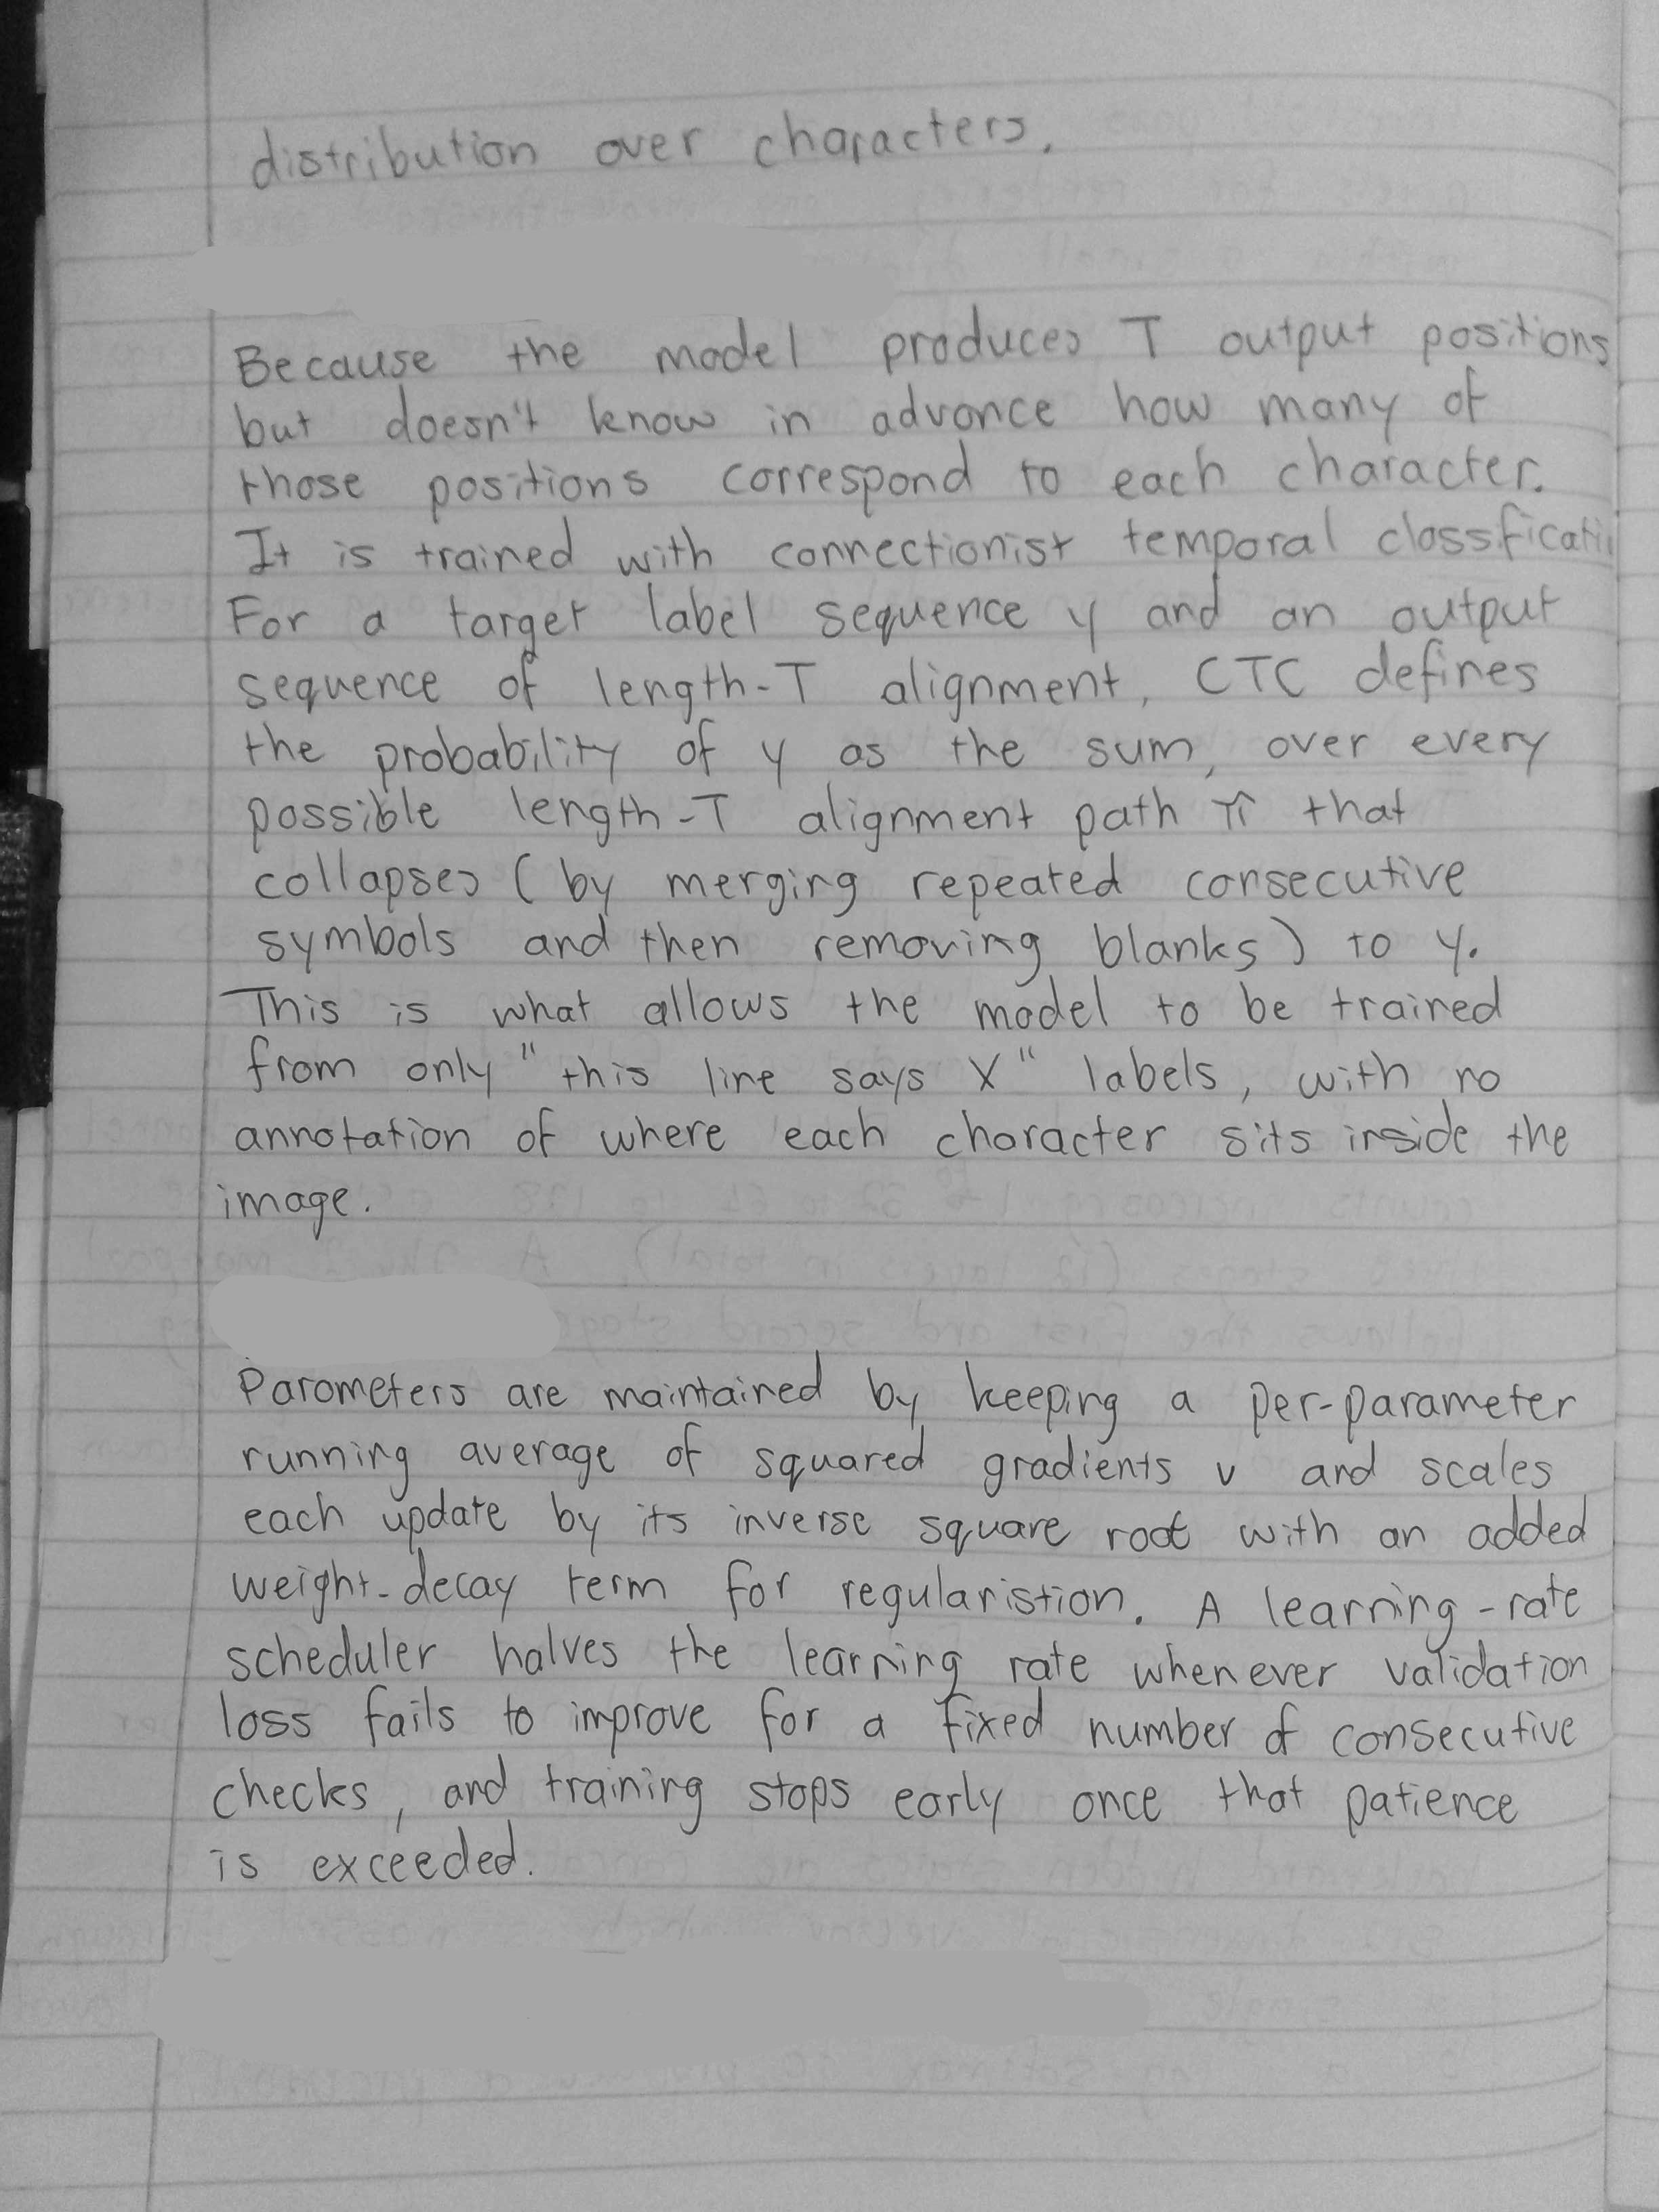 distribution over characters.
Because the model produces T output positions
but doesn't know in advance how many of
those positions correspond to each character.
It is trained with connectionist temporal
For a target label sequence y and an output
sequence of length-T alignment, CTC defines
the probability of y as the sum, over every
possible length-T alignment path π that
collapses (by merging repeated consecutive
symbols and then removing blanks) to y.
This is what allows the model to be trained
from only "this line says X" labels, with no
annotation of where each character sits inside the
image.
Parameters are maintained by keeping a per-parameter
running average of squared gradients v and scales
each update by its inverse square root with an added
weight-decay term for regularistion. A learning-rate
scheduler halves the learning rate whenever validation
loss fails to improve for a fixed number of consecutive
checks, and training stops early once that patience
is exceeded.